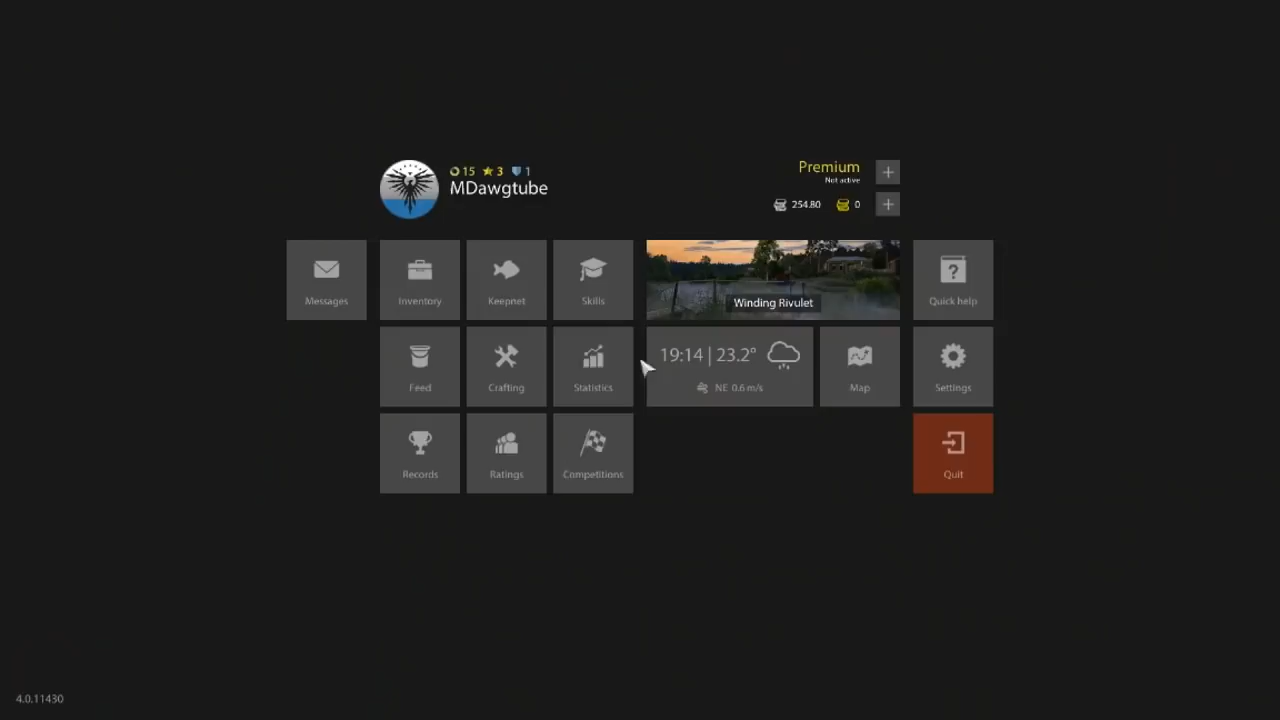 15 3 1
MDawgtube
Premium
Not active
254.80 0
Messages
Inventory
Keepnet
Skills
Winding Rivulet
Quick help
Feed
Crafting
Statistics
19:14 | 23.2°
NE 0.6 m/s
Map
Settings
Records
Ratings
Competitions
Quit
4.0.11430